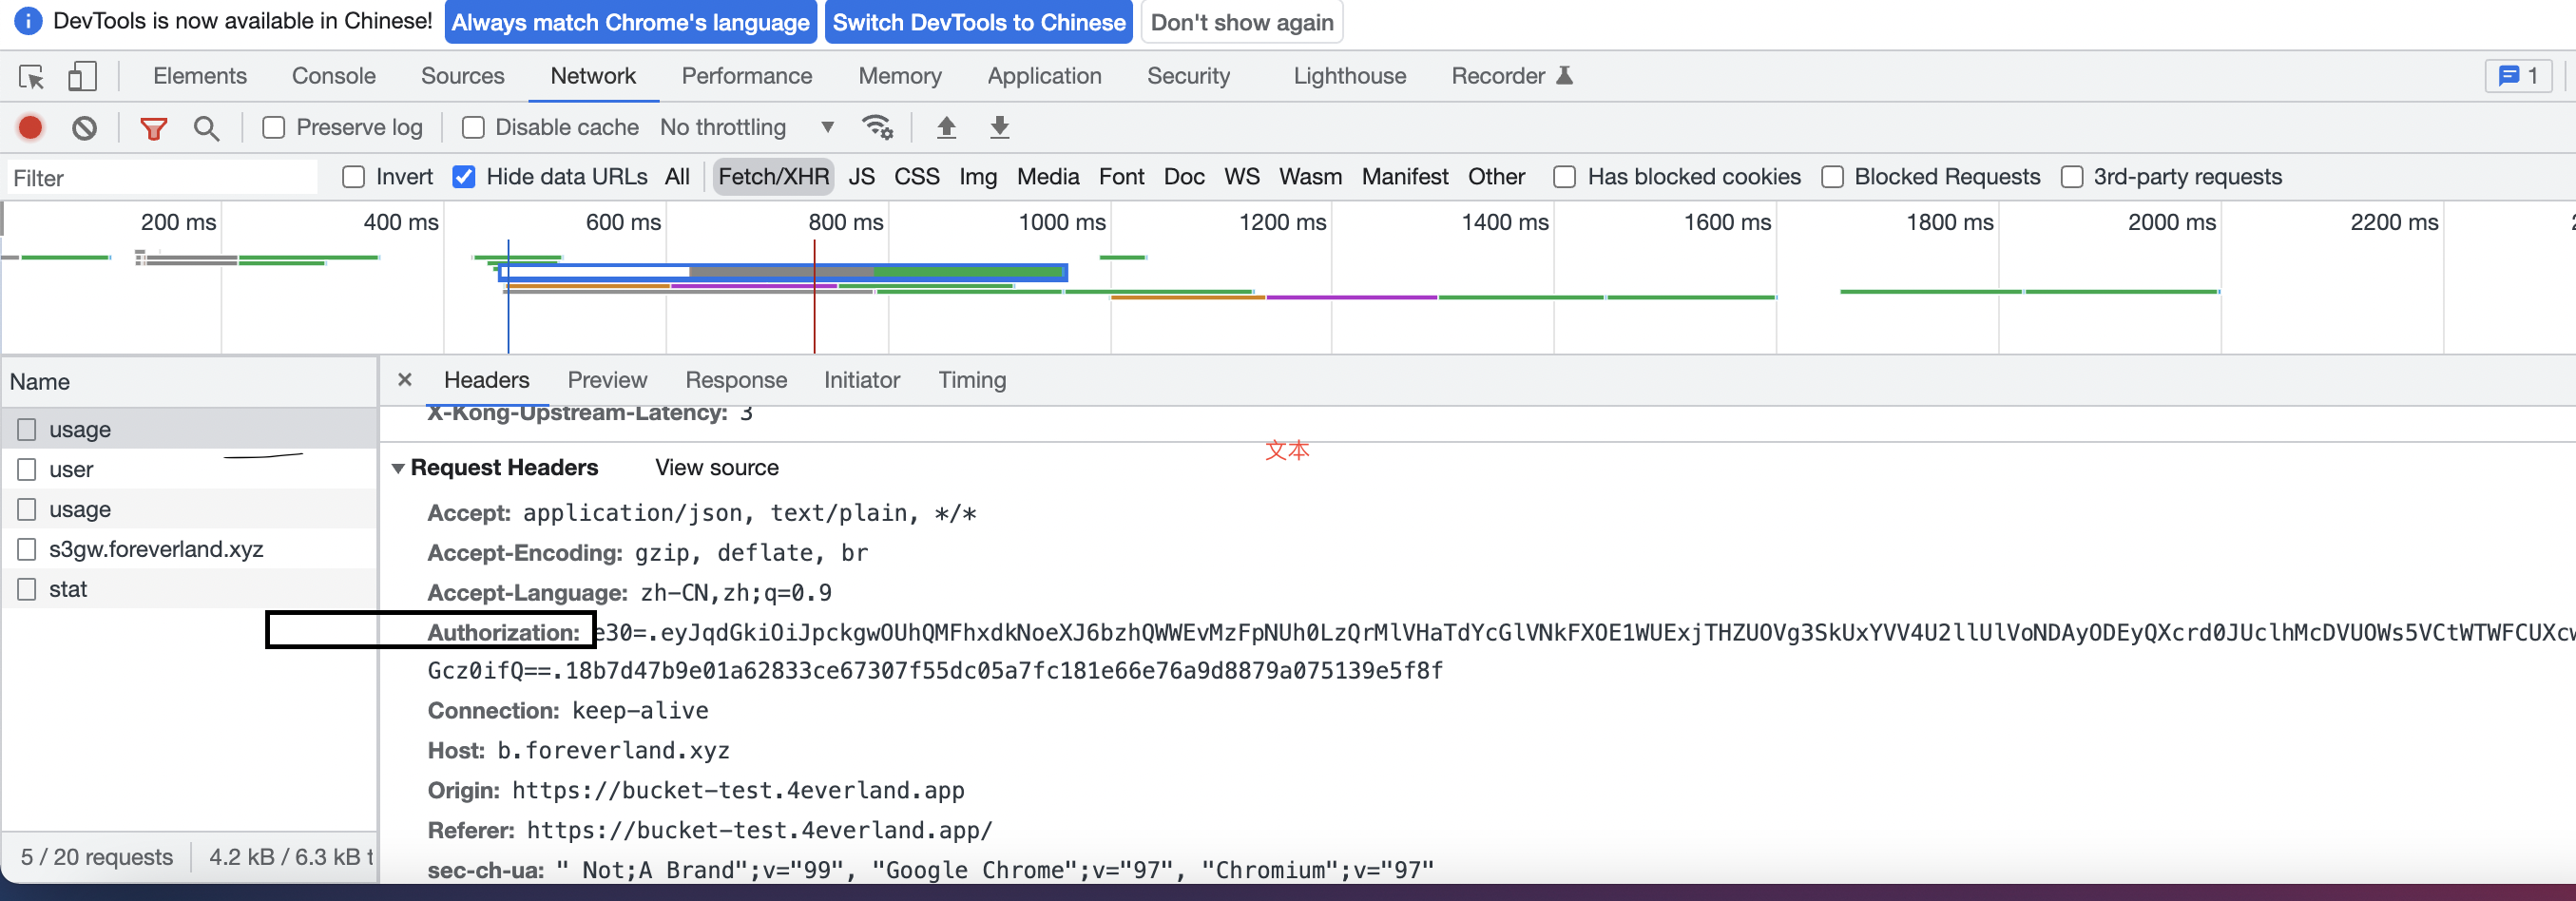 DevTools is now available in Chinese! Always match Chrome's language Switch DevTools to Chinese Don't show again
Elements Console Sources Network Performance Memory Application Security Lighthouse Recorder 1
Preserve log Disable cache No throttling
Filter Invert Hide data URLs All Fetch/XHR JS CSS Img Media Font Doc WS Wasm Manifest Other Has blocked cookies Blocked Requests 3rd-party requests
200 ms 400 ms 600 ms 800 ms 1000 ms 1200 ms 1400 ms 1600 ms 1800 ms 2000 ms 2200 ms
Name
usage
user
usage
s3gw.foreverland.xyz
stat
5 / 20 requests 4.2 kB / 6.3 kB t
× Headers Preview Response Initiator Timing
X-Kong-Upstream-Latency: 3
文本
Request Headers View source
Accept: application/json, text/plain, */*
Accept-Encoding: gzip, deflate, br
Accept-Language: zh-CN,zh;q=0.9
Authorization: e30=.eyJqdGkiOiJpckgwOUhQMFhxdkNoeXJ6bzhQWWEvMzFpNUh0LzQrMlVHaTdYcGlVNkFXOE1WUExjTHZUOVg3SkUxYVV4U2llUlVoNDAyODEyQXcrd0JUclhMcDVUOWs5VCtWTWFCUXcw
Gcz0ifQ==.18b7d47b9e01a62833ce67307f55dc05a7fc181e66e76a9d8879a075139e5f8f
Connection: keep-alive
Host: b.foreverland.xyz
Origin: https://bucket-test.4everland.app
Referer: https://bucket-test.4everland.app/
sec-ch-ua: " Not;A Brand";v="99", "Google Chrome";v="97", "Chromium";v="97"